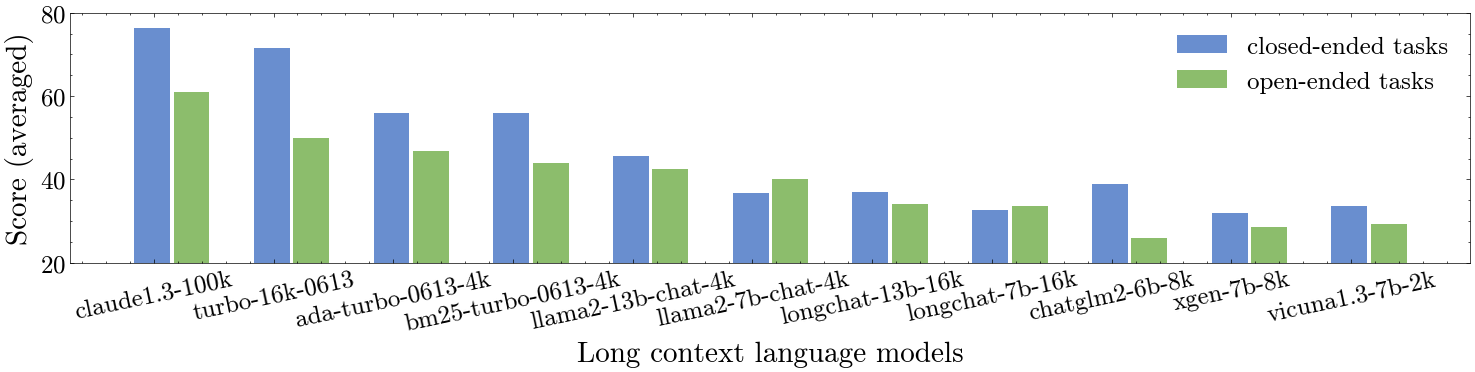 80
60
40
20
Score (averaged)
closed-ended tasks
open-ended tasks
claude1.3-100k
turbo-16k-0613
ada-turbo-0613-4k
bm25-turbo-0613-4k
llama2-13b-chat-4k
llama2-7b-chat-4k
longchat-13b-16k
longchat-7b-16k
chatglm2-6b-8k
xgen-7b-8k
vicuna1.3-7b-2k
Long context language models